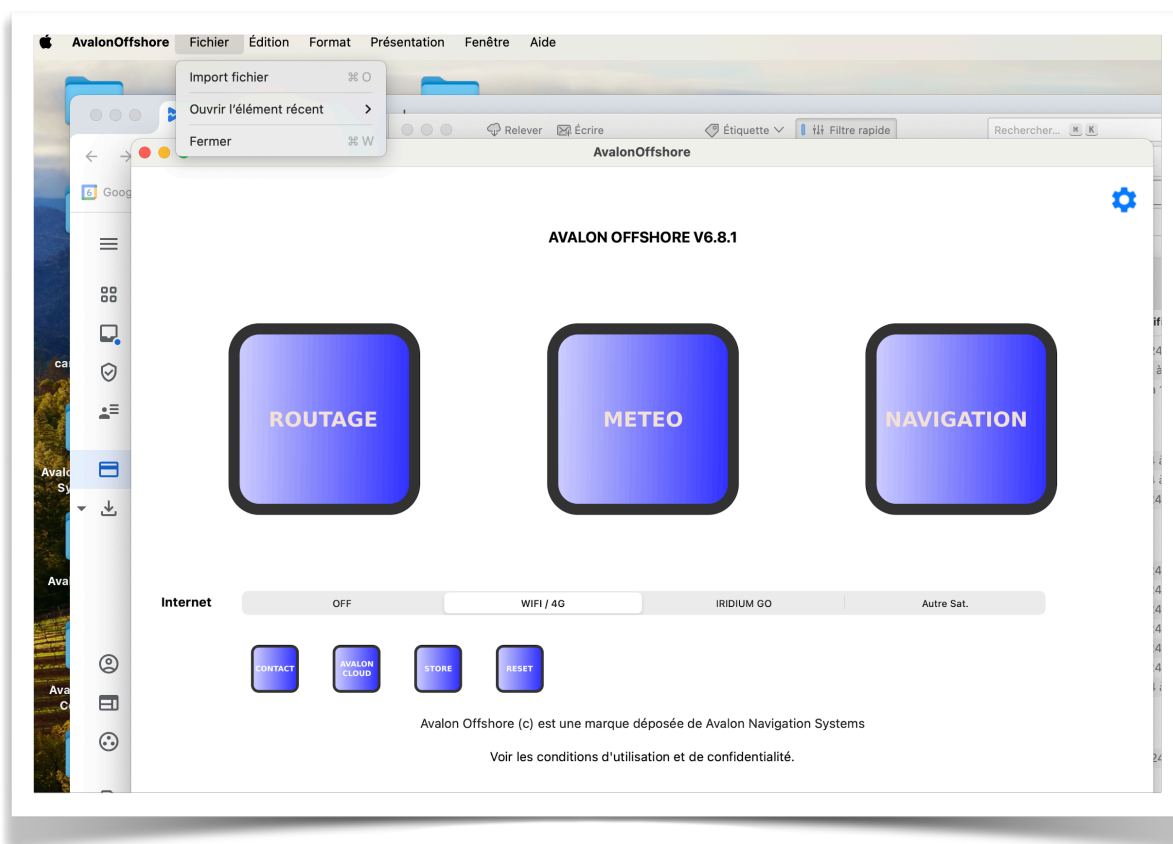 AvalonOffshore Fichier Édition Format Présentation Fenêtre Aide
Import fichier ⌘ O
Ouvrir l'élément récent >
Fermer ⌘ W
Relever Écrire Étiquette Filtre rapide Rechercher... ⌘ K
AvalonOffshore
6 Goog
AVALON OFFSHORE V6.8.1
ROUTAGE METEO NAVIGATION
Internet OFF WIFI / 4G IRIDIUM GO Autre Sat.
CONTACT AVALON CLOUD STORE RESET
Avalon Offshore (c) est une marque déposée de Avalon Navigation Systems
Voir les conditions d'utilisation et de confidentialité.